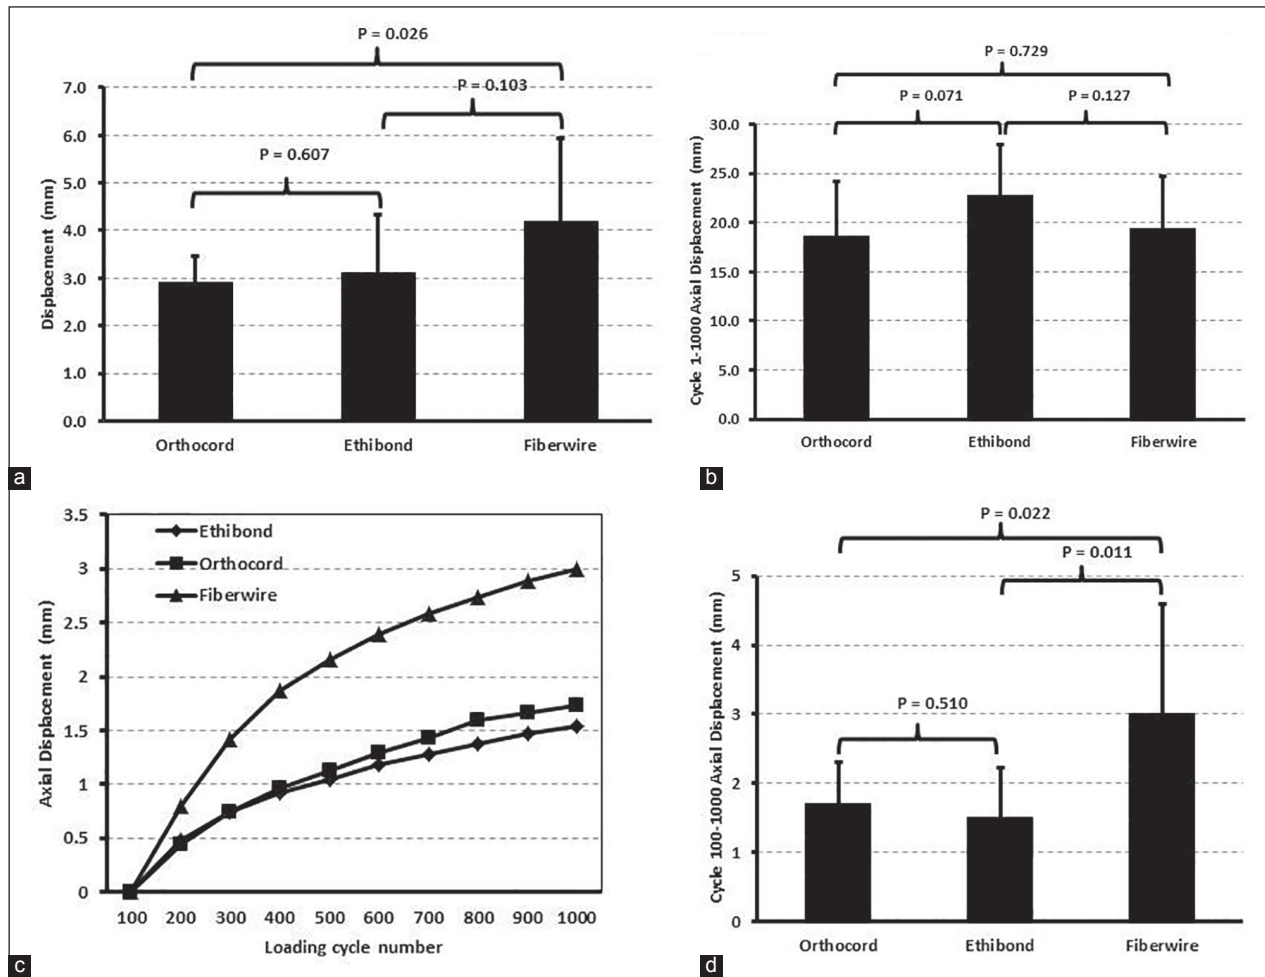 P = 0.026
P = 0.103
P = 0.607
7.0
6.0
5.0
4.0
3.0
2.0
1.0
0.0
Displacement (mm)
Orthocord Ethibond Fiberwire
a
P = 0.729
P = 0.071 P = 0.127
30.0
25.0
20.0
15.0
10.0
5.0
0.0
Cycle 1-1000 Axial Displacement (mm)
Orthocord Ethibond Fiberwire
b
3.5
3
2.5
2
1.5
1
0.5
0
Axial Displacement (mm)
Ethibond
Orthocord
Fiberwire
100 200 300 400 500 600 700 800 900 1000
Loading cycle number
c
P = 0.022
P = 0.011
P = 0.510
5
4
3
2
1
0
Cycle 100-1000 Axial Displacement (mm)
Orthocord Ethibond Fiberwire
d